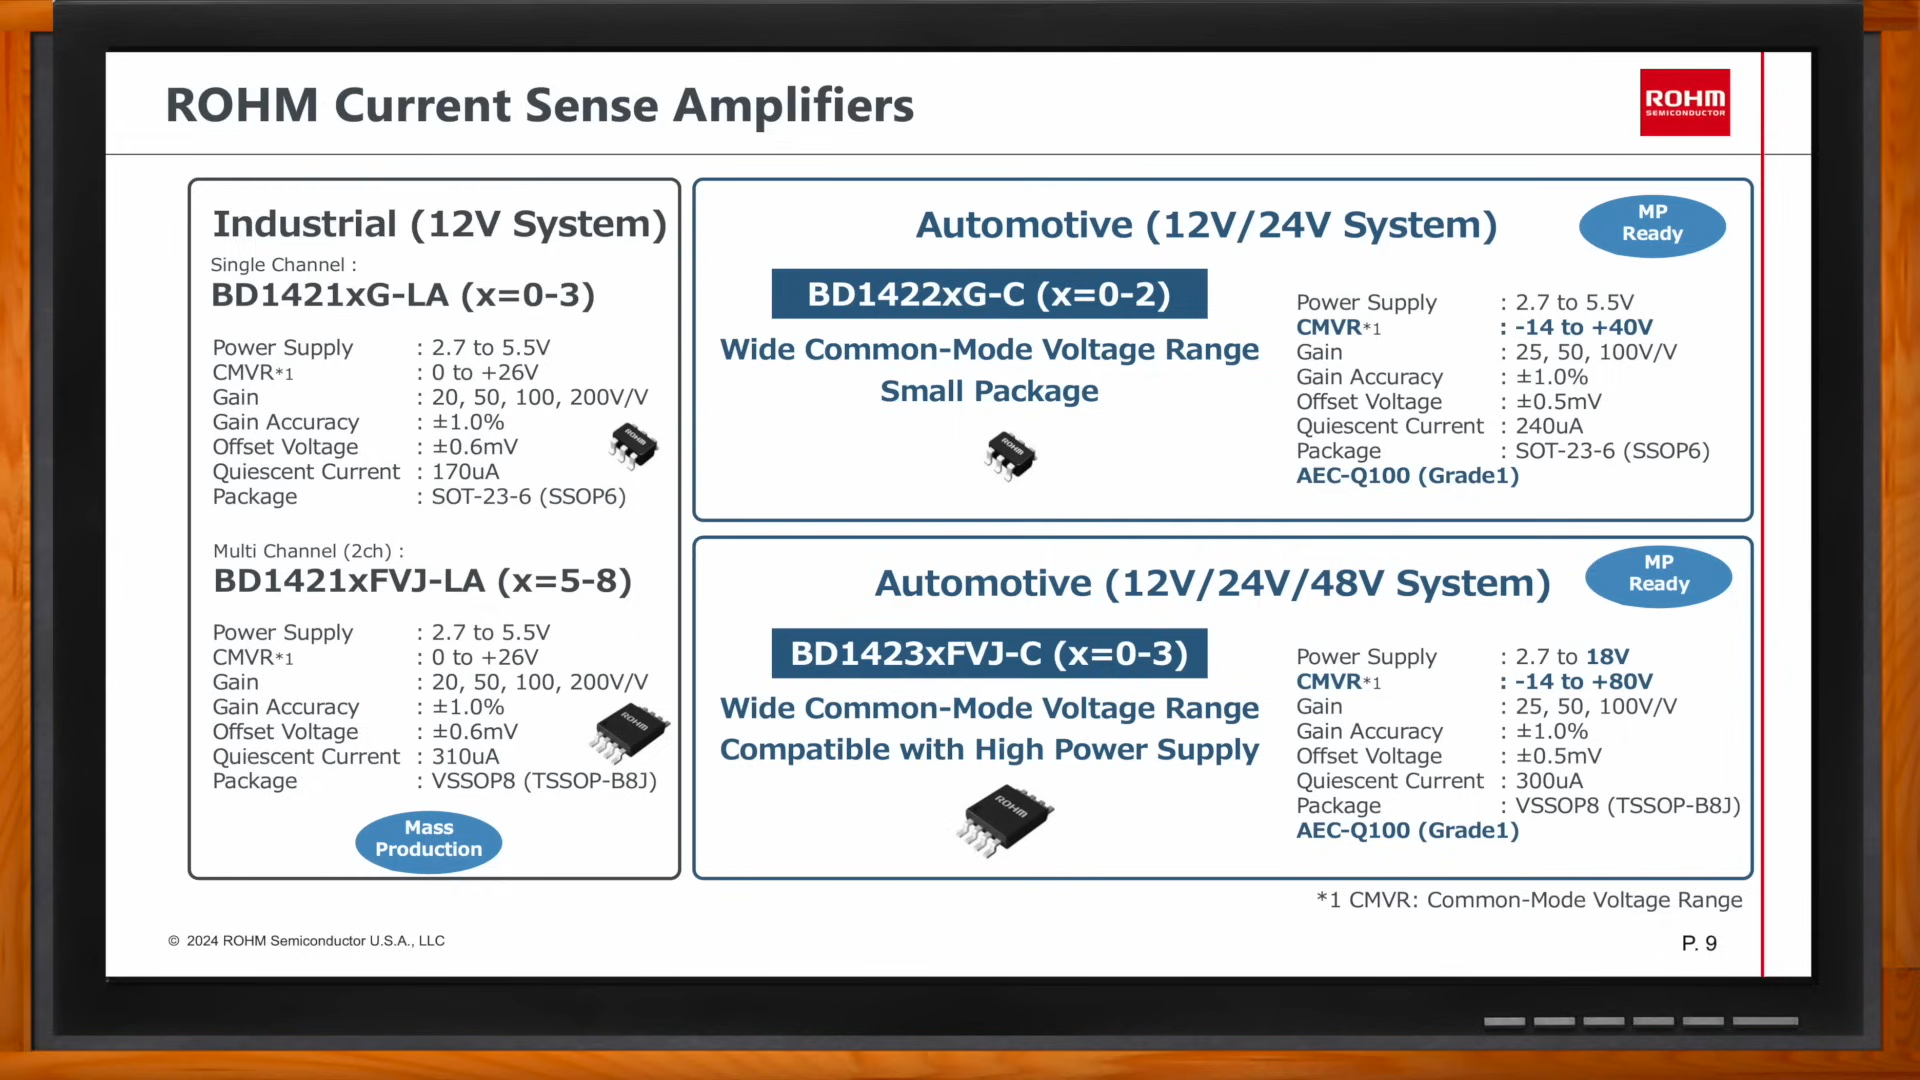 ROHM Current Sense Amplifiers
ROHM
SEMICONDUCTOR
Industrial (12V System)
Single Channel :
BD1421xG-LA (x=0-3)
Power Supply : 2.7 to 5.5V
CMVR*1 : 0 to +26V
Gain : 20, 50, 100, 200V/V
Gain Accuracy : ±1.0%
Offset Voltage : ±0.6mV
Quiescent Current : 170uA
Package : SOT-23-6 (SSOP6)
ROHM
Multi Channel (2ch) :
BD1421xFVJ-LA (x=5-8)
Power Supply : 2.7 to 5.5V
CMVR*1 : 0 to +26V
Gain : 20, 50, 100, 200V/V
Gain Accuracy : ±1.0%
Offset Voltage : ±0.6mV
Quiescent Current : 310uA
Package : VSSOP8 (TSSOP-B8J)
ROHM
Mass
Production
Automotive (12V/24V System)
MP
Ready
BD1422xG-C (x=0-2)
Wide Common-Mode Voltage Range
Small Package
ROHM
Power Supply : 2.7 to 5.5V
CMVR*1 : -14 to +40V
Gain : 25, 50, 100V/V
Gain Accuracy : ±1.0%
Offset Voltage : ±0.5mV
Quiescent Current : 240uA
Package : SOT-23-6 (SSOP6)
AEC-Q100 (Grade1)
Automotive (12V/24V/48V System)
MP
Ready
BD1423xFVJ-C (x=0-3)
Wide Common-Mode Voltage Range
Compatible with High Power Supply
ROHM
Power Supply : 2.7 to 18V
CMVR*1 : -14 to +80V
Gain : 25, 50, 100V/V
Gain Accuracy : ±1.0%
Offset Voltage : ±0.5mV
Quiescent Current : 300uA
Package : VSSOP8 (TSSOP-B8J)
AEC-Q100 (Grade1)
*1 CMVR: Common-Mode Voltage Range
© 2024 ROHM Semiconductor U.S.A., LLC
P. 9